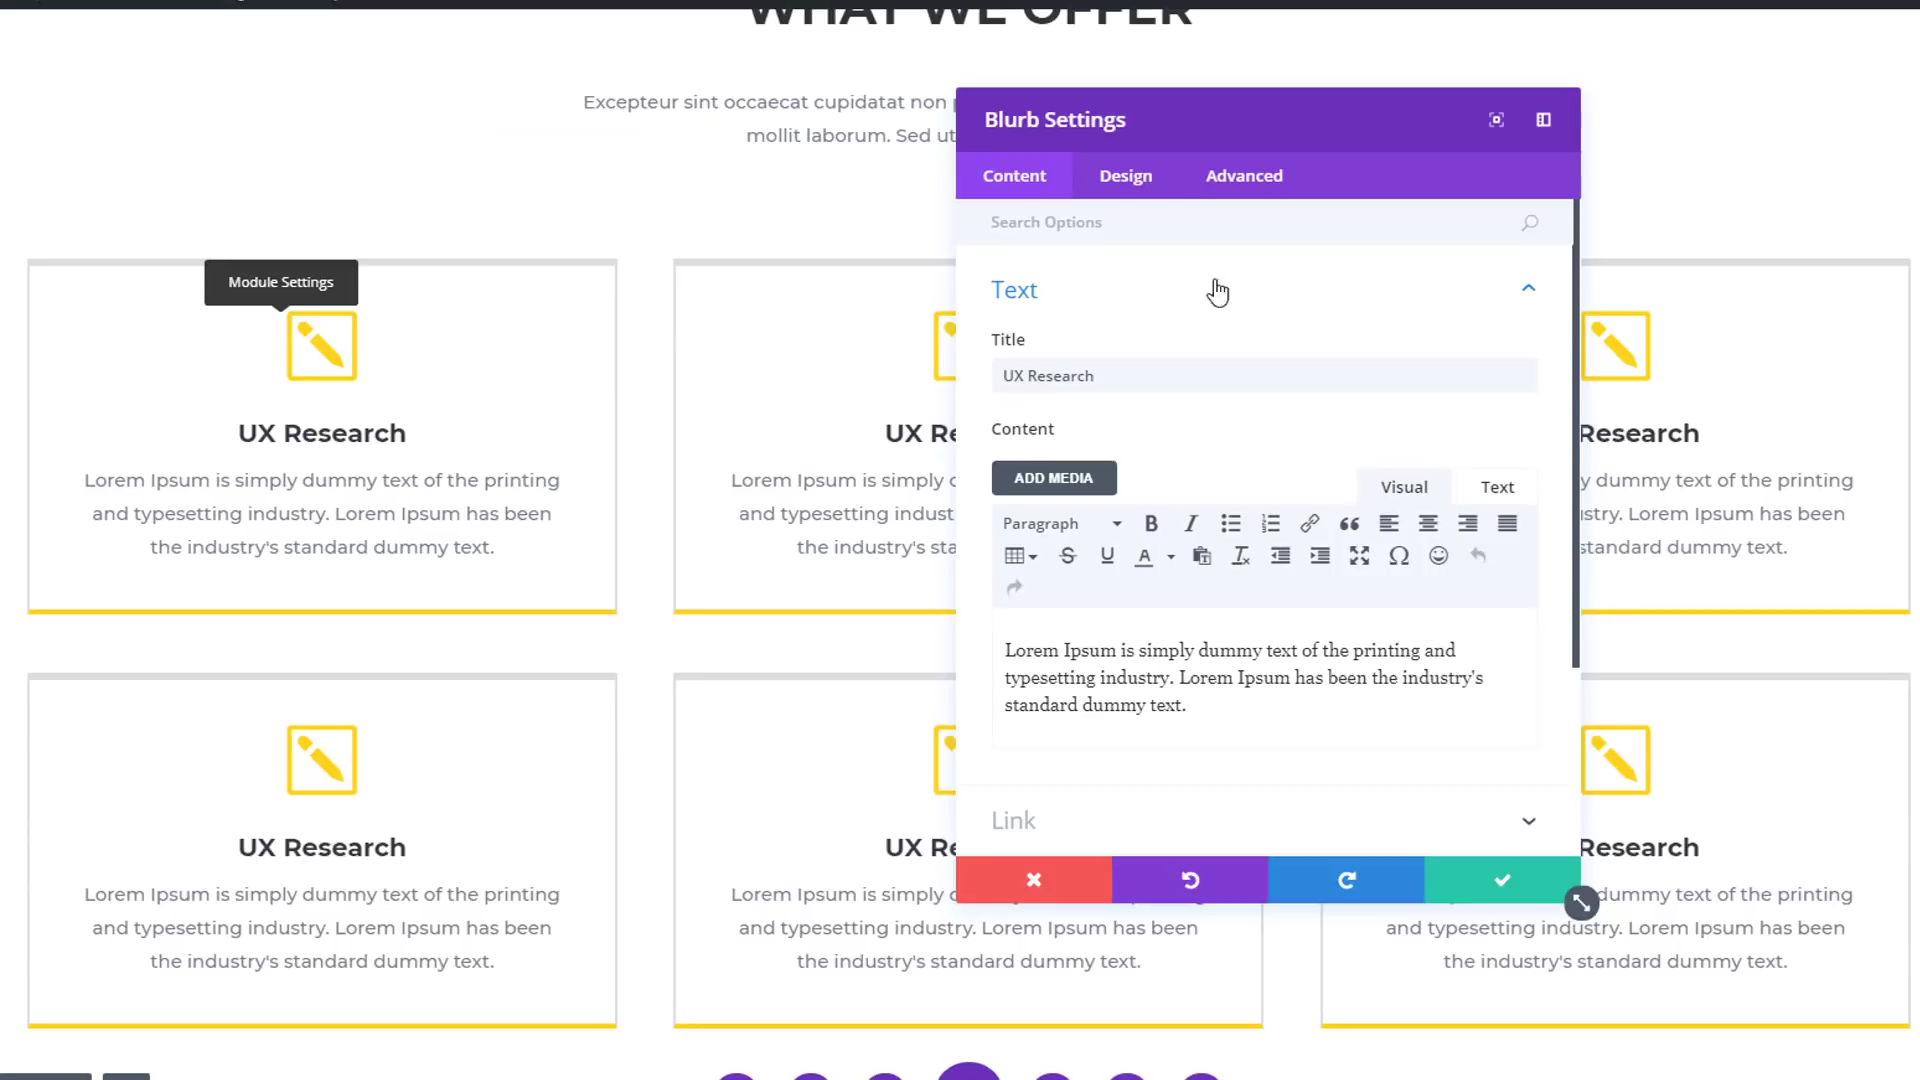 WHAT WE OFFER
Excepteur sint occaecat cupidatat non
mollit laborum. Sed ut
Blurb Settings
Content
Design
Advanced
Search Options
Text
Title
UX Research
Content
ADD MEDIA
Visual
Text
Paragraph
Lorem Ipsum is simply dummy text of the printing and
typesetting industry. Lorem Ipsum has been the industry's
standard dummy text.
Link
Module Settings
UX Research
Lorem Ipsum is simply dummy text of the printing
and typesetting industry. Lorem Ipsum has been
the industry's standard dummy text.
UX Re
Lorem Ipsum is simply
and typesetting indust
the industry's sta
Research
dummy text of the printing
stry. Lorem Ipsum has been
standard dummy text.
UX Research
Lorem Ipsum is simply dummy text of the printing
and typesetting industry. Lorem Ipsum has been
the industry's standard dummy text.
UX Re
Lorem Ipsum is simply
and typesetting industry. Lorem Ipsum has been
the industry's standard dummy text.
Research
dummy text of the printing
and typesetting industry. Lorem Ipsum has been
the industry's standard dummy text.